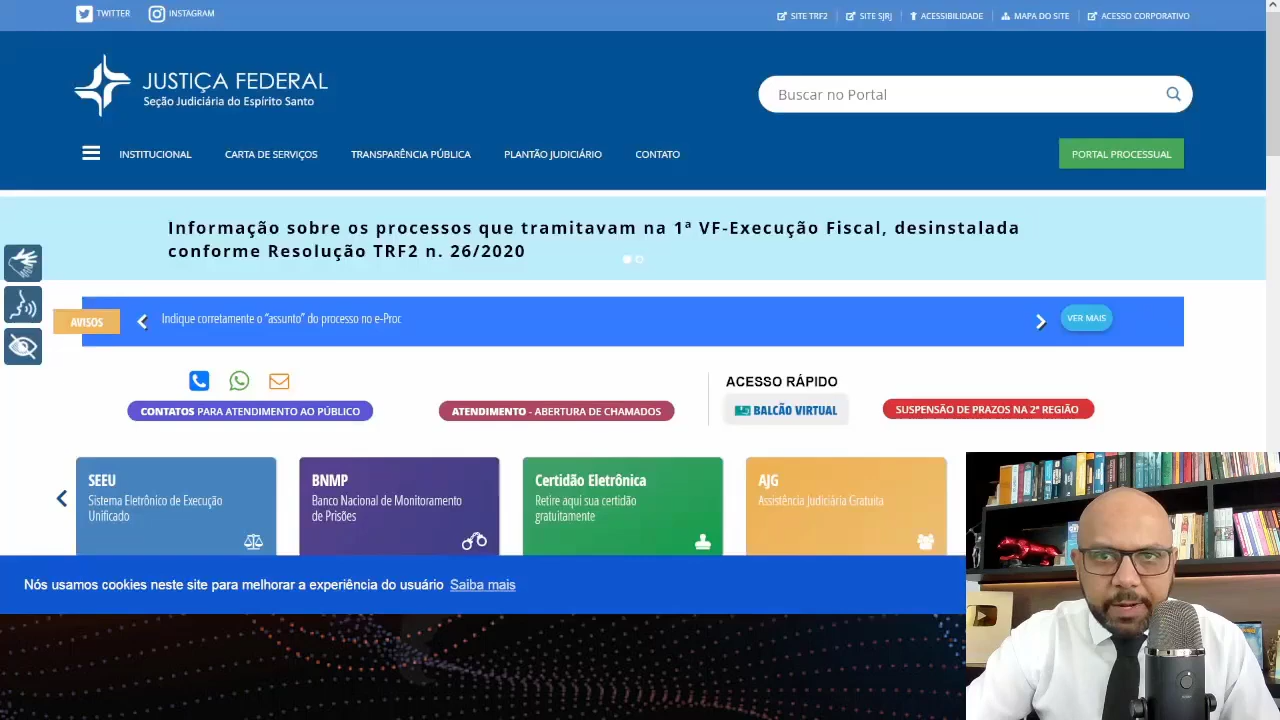 TWITTER
INSTAGRAM
SITE TRF2
SITE SJRJ
ACESSIBILIDADE
MAPA DO SITE
ACESSO CORPORATIVO
JUSTIÇA FEDERAL
Seção Judiciária do Espírito Santo
Buscar no Portal
INSTITUCIONAL
CARTA DE SERVIÇOS
TRANSPARÊNCIA PÚBLICA
PLANTÃO JUDICIÁRIO
CONTATO
PORTAL PROCESSUAL
Informação sobre os processos que tramitavam na 1ª VF-Execução Fiscal, desinstalada
conforme Resolução TRF2 n. 26/2020
AVISOS
Indique corretamente o “assunto” do processo no e-Proc
VER MAIS
CONTATOS PARA ATENDIMENTO AO PÚBLICO
ATENDIMENTO - ABERTURA DE CHAMADOS
ACESSO RÁPIDO
BALCÃO VIRTUAL
SUSPENSÃO DE PRAZOS NA 2ª REGIÃO
SEEU
Sistema Eletrônico de Execução
Unificado
BNMP
Banco Nacional de Monitoramento
de Prisões
Certidão Eletrônica
Retire aqui sua certidão
gratuitamente
AJG
Assistência Judiciária Gratuita
Nós usamos cookies neste site para melhorar a experiência do usuário Saiba mais